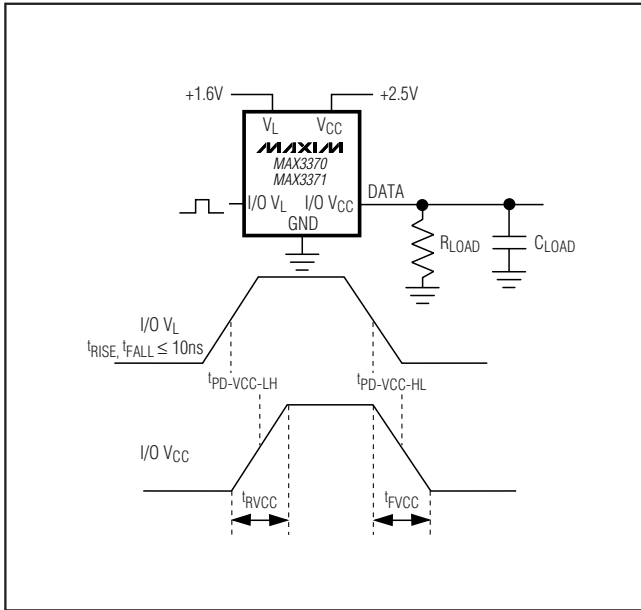 +1.6V +2.5V
VL VCC
MAXIM
MAX3370
MAX3371
I/O VL I/O VCC DATA
GND
RLOAD CLOAD
I/O VL
tRISE, tFALL ≤ 10ns
tPD-VCC-LH tPD-VCC-HL
I/O VCC
tRVCC tFVCC